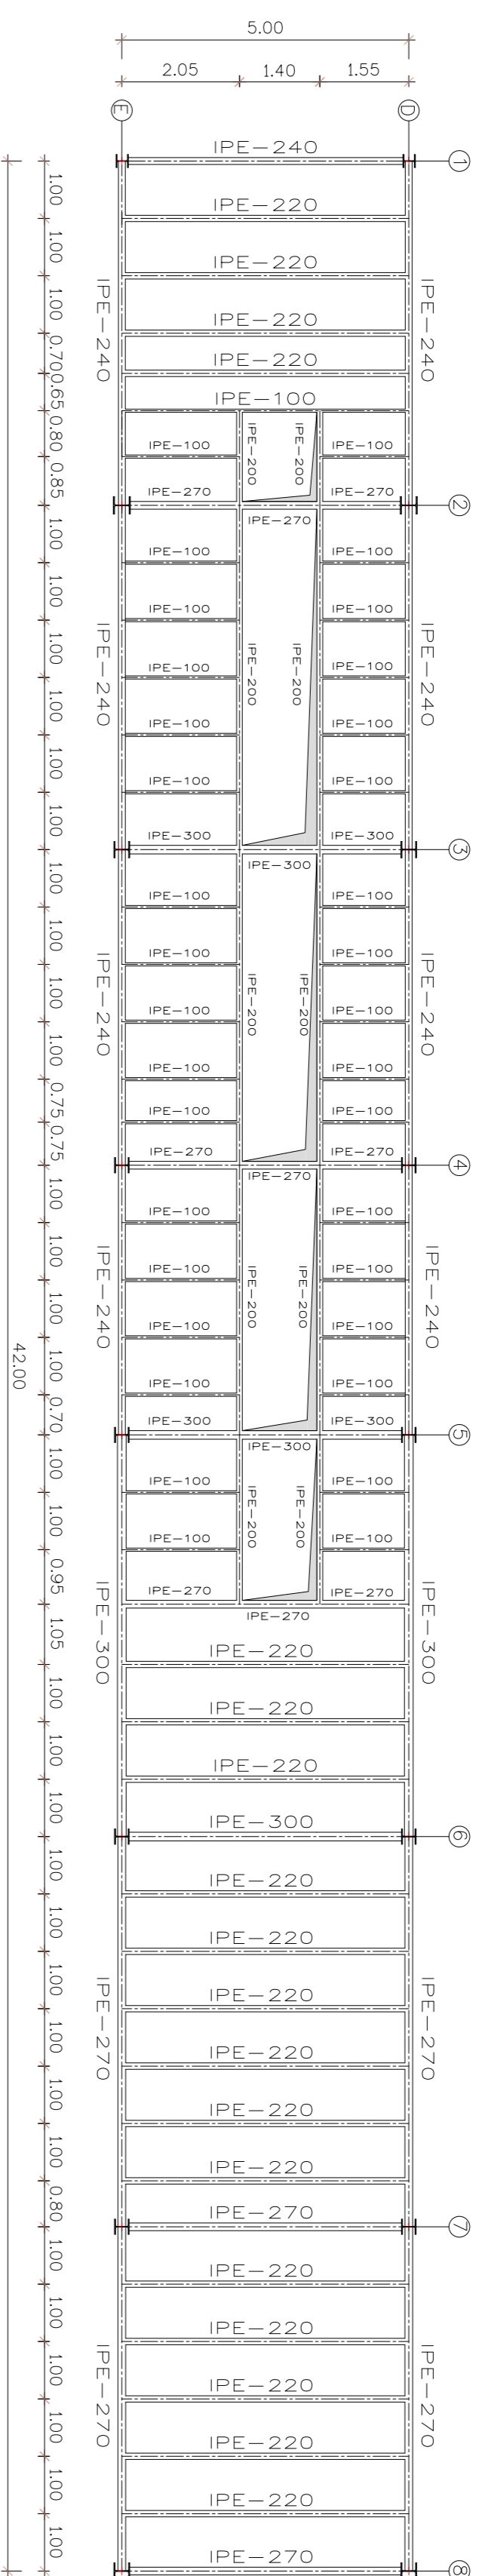 5.00
2.05 1.40 1.55
E D
IPE-240 1
1.00 IPE-220
1.00 IPE-220
1.00 IPE-240 IPE-220 IPE-240
0.70 IPE-220
0.65 IPE-100
0.80 IPE-100 IPE-200 IPE-200 IPE-100
0.85 IPE-270 IPE-270
2
IPE-270
1.00 IPE-100 IPE-100
1.00 IPE-100 IPE-100
1.00 IPE-240 IPE-100 IPE-200 IPE-200 IPE-100 IPE-240
1.00 IPE-100 IPE-100
1.00 IPE-100 IPE-100
1.00 IPE-300 IPE-300
3
IPE-300
1.00 IPE-100 IPE-100
1.00 IPE-100 IPE-100
1.00 IPE-240 IPE-100 IPE-200 IPE-200 IPE-100 IPE-240
1.00 IPE-100 IPE-100
0.75 IPE-100 IPE-100
0.75 IPE-270 IPE-270
4
IPE-270
1.00 IPE-100 IPE-100
1.00 IPE-100 IPE-100
1.00 IPE-240 IPE-100 IPE-200 IPE-200 IPE-100 IPE-240
42.00
1.00 IPE-100 IPE-100
0.70 IPE-300 IPE-300
5
IPE-300
1.00 IPE-100 IPE-100
1.00 IPE-100 IPE-200 IPE-200 IPE-100
0.95 IPE-270 IPE-270
IPE-270
1.05 IPE-300 IPE-220 IPE-300
1.00 IPE-220
1.00 IPE-220
1.00 IPE-300
6
1.00 IPE-220
1.00 IPE-220
1.00 IPE-220
1.00 IPE-270 IPE-220 IPE-270
1.00 IPE-220
1.00 IPE-220
0.80 IPE-270
7
1.00 IPE-220
1.00 IPE-220
1.00 IPE-270 IPE-220 IPE-270
1.00 IPE-220
1.00 IPE-220
1.00 IPE-270
8